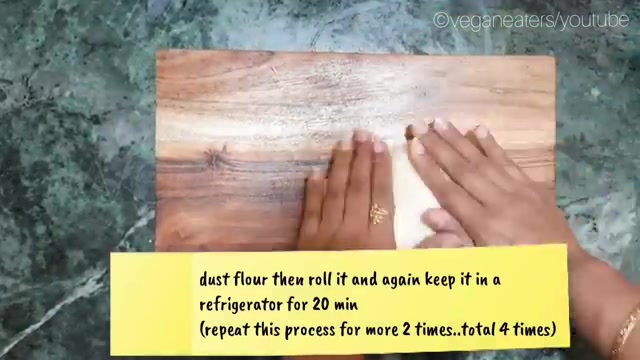 ©veganeaters/youtube
dust flour then roll it and again keep it in a
refrigerator for 20 min
(repeat this process for more 2 times..total 4 times)